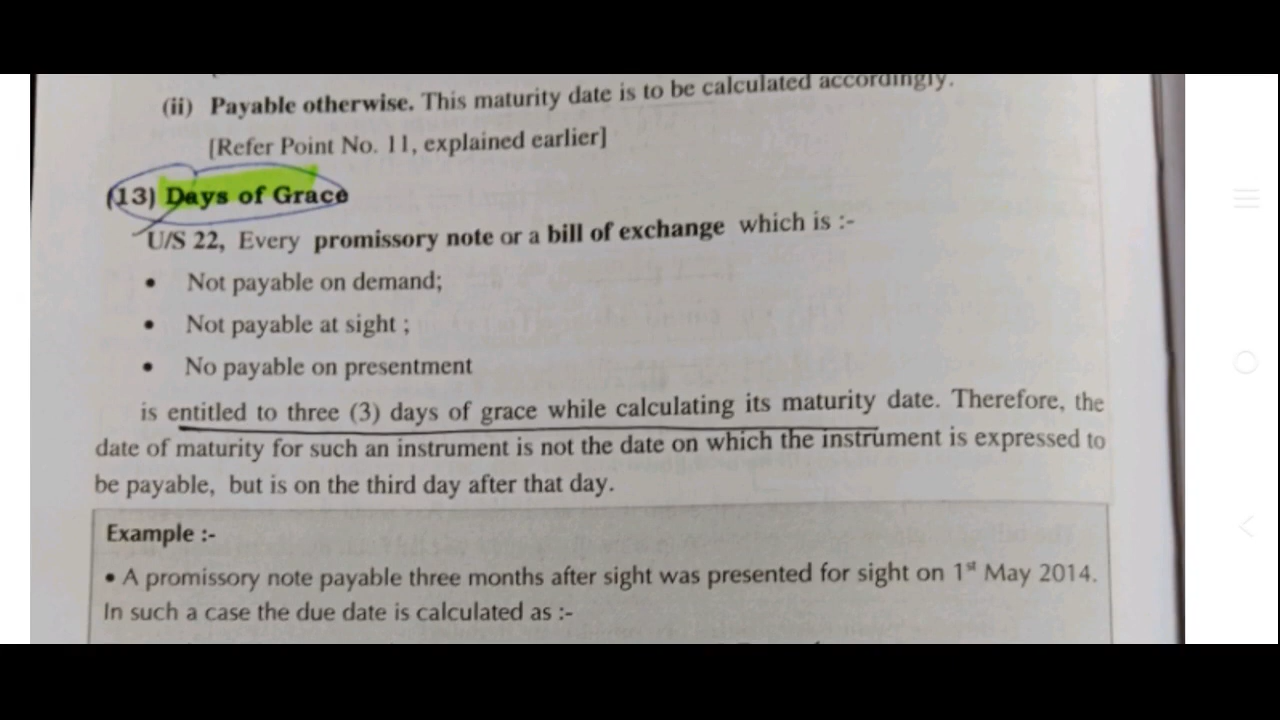 (ii) Payable otherwise. This maturity date is to be calculated accordingly.
[Refer Point No. 11, explained earlier]
(13) Days of Grace
U/S 22, Every promissory note or a bill of exchange which is :-
• Not payable on demand;
• Not payable at sight ;
• No payable on presentment
is entitled to three (3) days of grace while calculating its maturity date. Therefore, the
date of maturity for such an instrument is not the date on which the instrument is expressed to
be payable, but is on the third day after that day.
Example :-
• A promissory note payable three months after sight was presented for sight on 1st May 2014.
In such a case the due date is calculated as :-